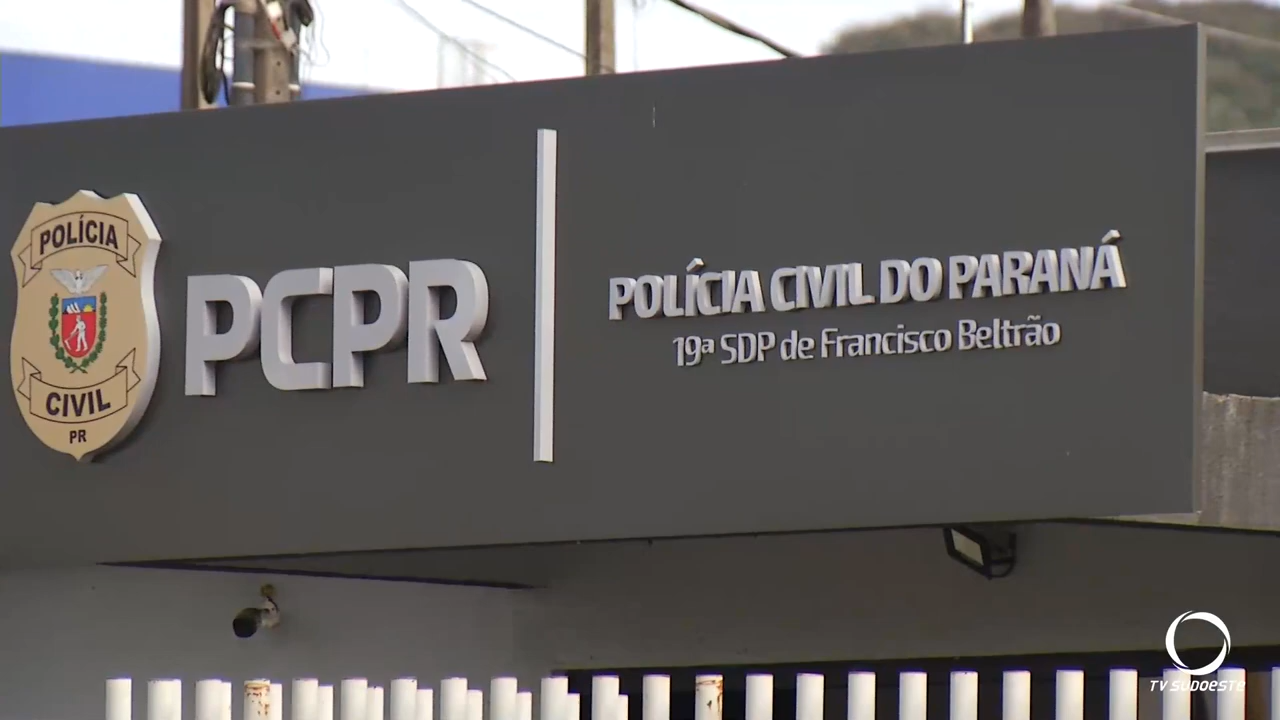 POLÍCIA
CIVIL
PR
PCPR
POLÍCIA CIVIL DO PARANÁ
19ª SDP de Francisco Beltrão
TV SUDOESTE